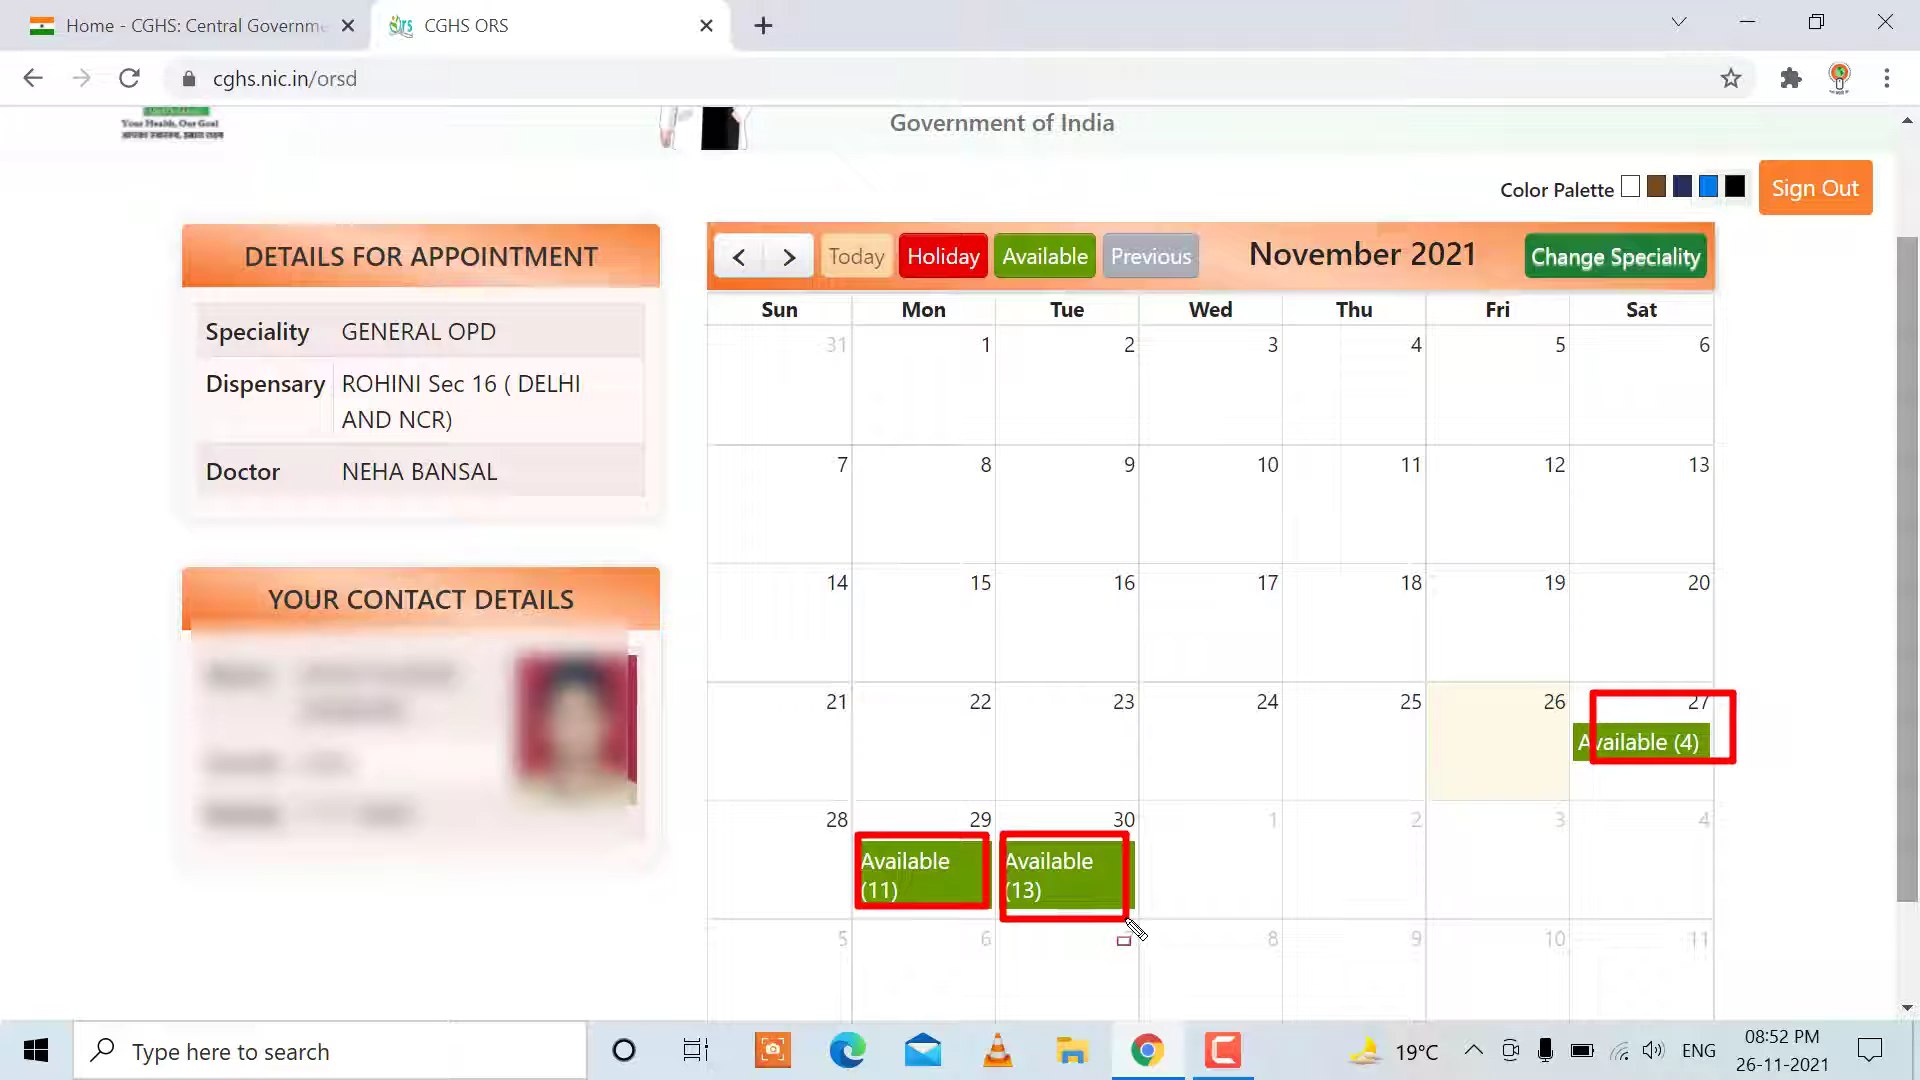 Home - CGHS: Central Governme
CGHS ORS
cghs.nic.in/orsd
Your Health, Our Goal
Government of India
Color Palette
Sign Out
DETAILS FOR APPOINTMENT
Speciality GENERAL OPD
Dispensary ROHINI Sec 16 ( DELHI
AND NCR)
Doctor NEHA BANSAL
YOUR CONTACT DETAILS
Today Holiday Available Previous November 2021 Change Speciality
Sun Mon Tue Wed Thu Fri Sat
31 1 2 3 4 5 6
7 8 9 10 11 12 13
14 15 16 17 18 19 20
21 22 23 24 25 26 27
Available (4)
28 29 30 1 2 3 4
Available Available
(11) (13)
5 6 7 8 9 10 11
Type here to search
19°C
ENG
08:52 PM
26-11-2021